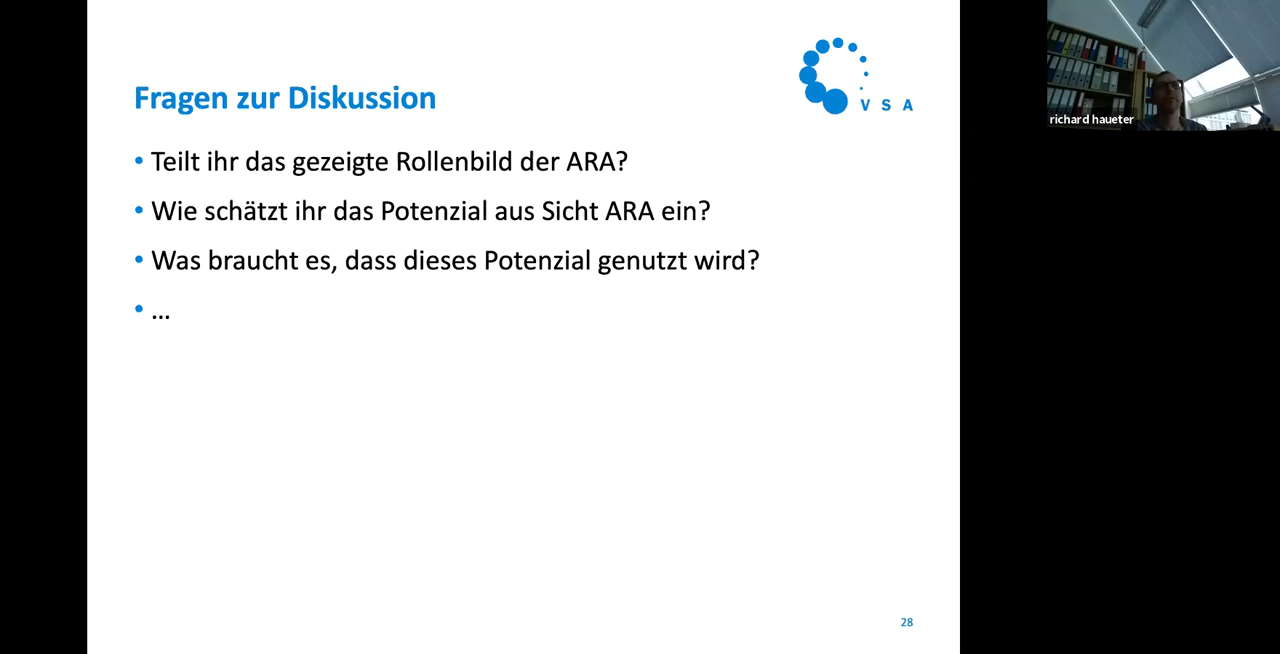 Fragen zur Diskussion
VSA
• Teilt ihr das gezeigte Rollenbild der ARA?
• Wie schätzt ihr das Potenzial aus Sicht ARA ein?
• Was braucht es, dass dieses Potenzial genutzt wird?
• ...
28
richard haueter